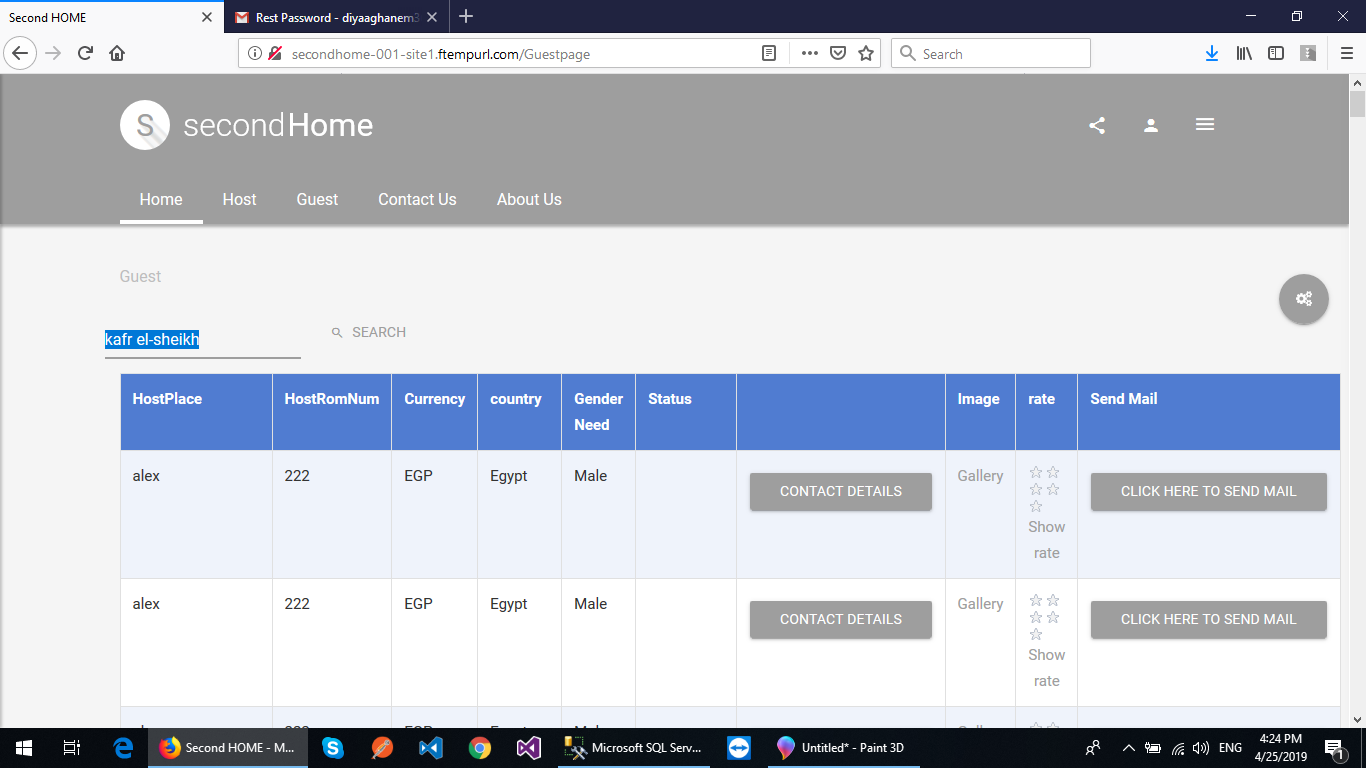 Second HOME
Rest Password - diyaaghanem3
secondhome-001-site1.ftempurl.com/Guestpage
Search
S
secondHome
Home Host Guest Contact Us About Us
Guest
kafr el-sheikh
SEARCH
HostPlace HostRomNum Currency country Gender Need Status Image rate Send Mail
alex 222 EGP Egypt Male CONTACT DETAILS Gallery CLICK HERE TO SEND MAIL
Show
rate
alex 222 EGP Egypt Male CONTACT DETAILS Gallery CLICK HERE TO SEND MAIL
Show
rate
Second HOME - M...
Microsoft SQL Serv...
Untitled* - Paint 3D
ENG
4:24 PM
4/25/2019
1